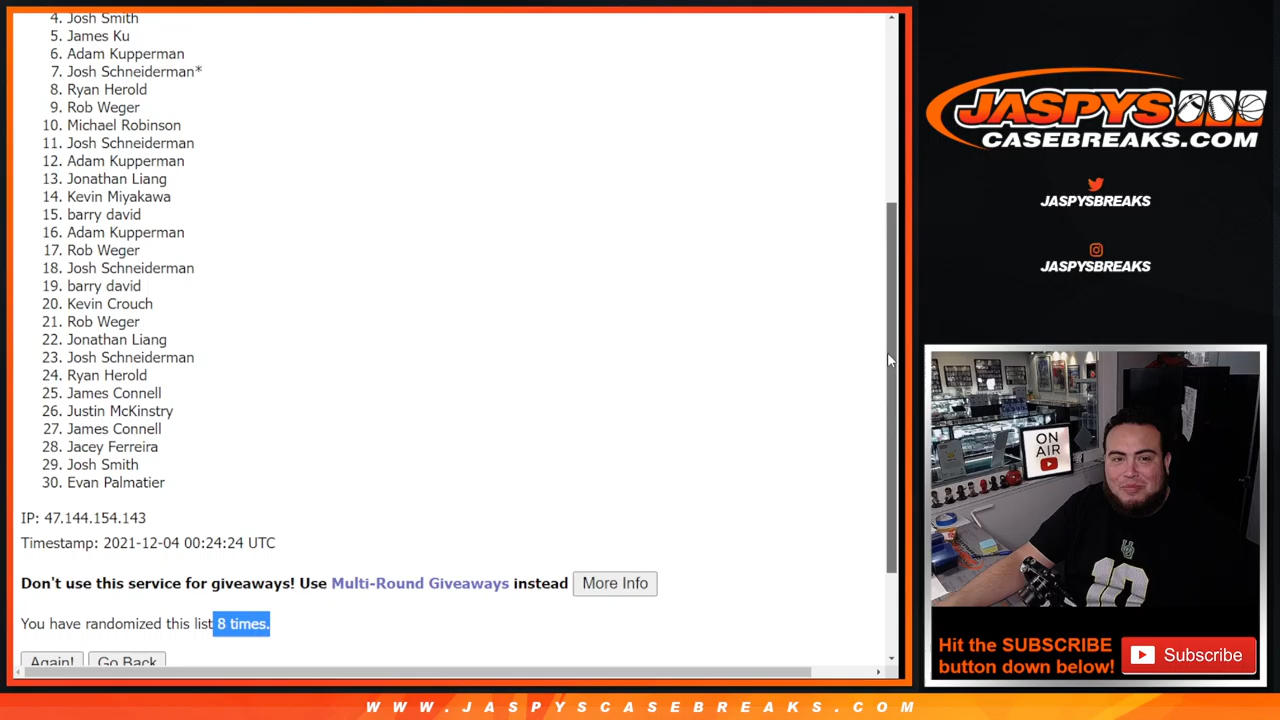 4. Josh Smith
5. James Ku
6. Adam Kupperman
7. Josh Schneiderman*
8. Ryan Herold
9. Rob Weger
10. Michael Robinson
11. Josh Schneiderman
12. Adam Kupperman
13. Jonathan Liang
14. Kevin Miyakawa
15. barry david
16. Adam Kupperman
17. Rob Weger
18. Josh Schneiderman
19. barry david
20. Kevin Crouch
21. Rob Weger
22. Jonathan Liang
23. Josh Schneiderman
24. Ryan Herold
25. James Connell
26. Justin McKinstry
27. James Connell
28. Jacey Ferreira
29. Josh Smith
30. Evan Palmatier
IP: 47.144.154.143
Timestamp: 2021-12-04 00:24:24 UTC
Don't use this service for giveaways! Use Multi-Round Giveaways instead More Info
You have randomized this list 8 times.
Again! Go Back
JASPYS
CASEBREAKS.COM
JASPYSBREAKS
JASPYSBREAKS
ON
AIR
10
Hit the SUBSCRIBE
button down below!
Subscribe
WWW.JASPYSCASEBREAKS.COM